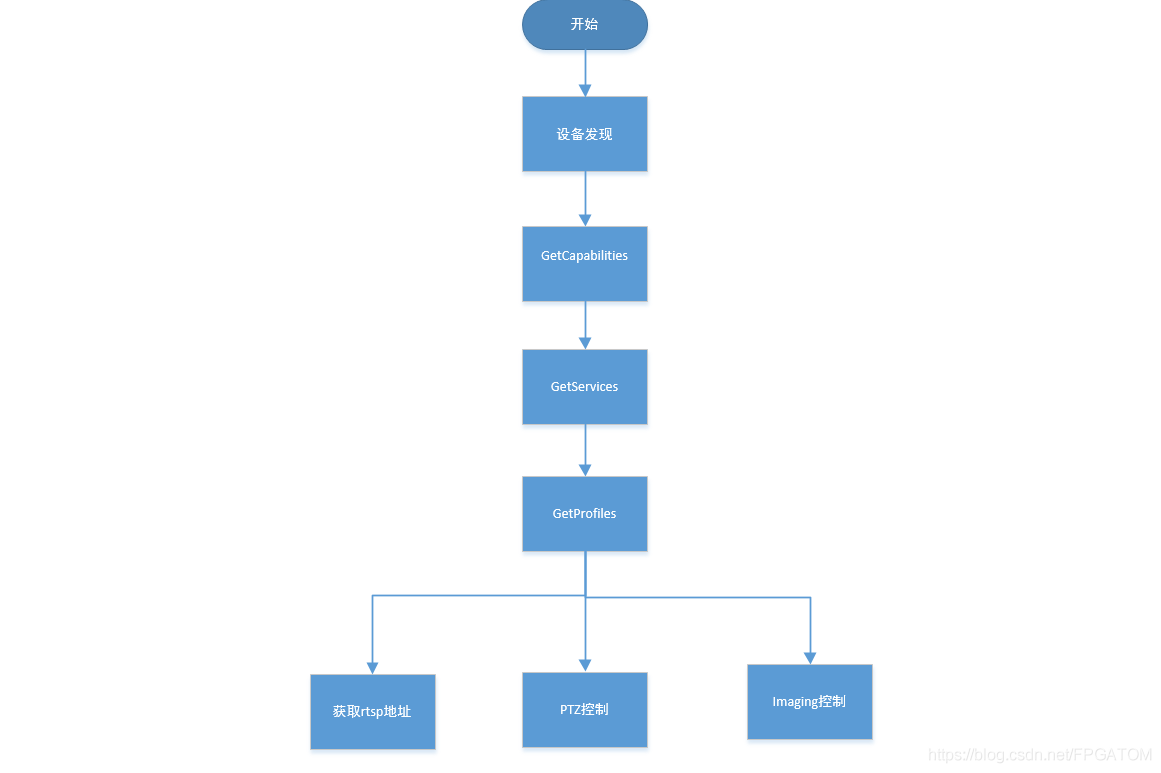 开始
设备发现
GetCapabilities
GetServices
GetProfiles
获取rtsp地址
PTZ控制
Imaging控制
https://blog.csdn.net/FPGATOM